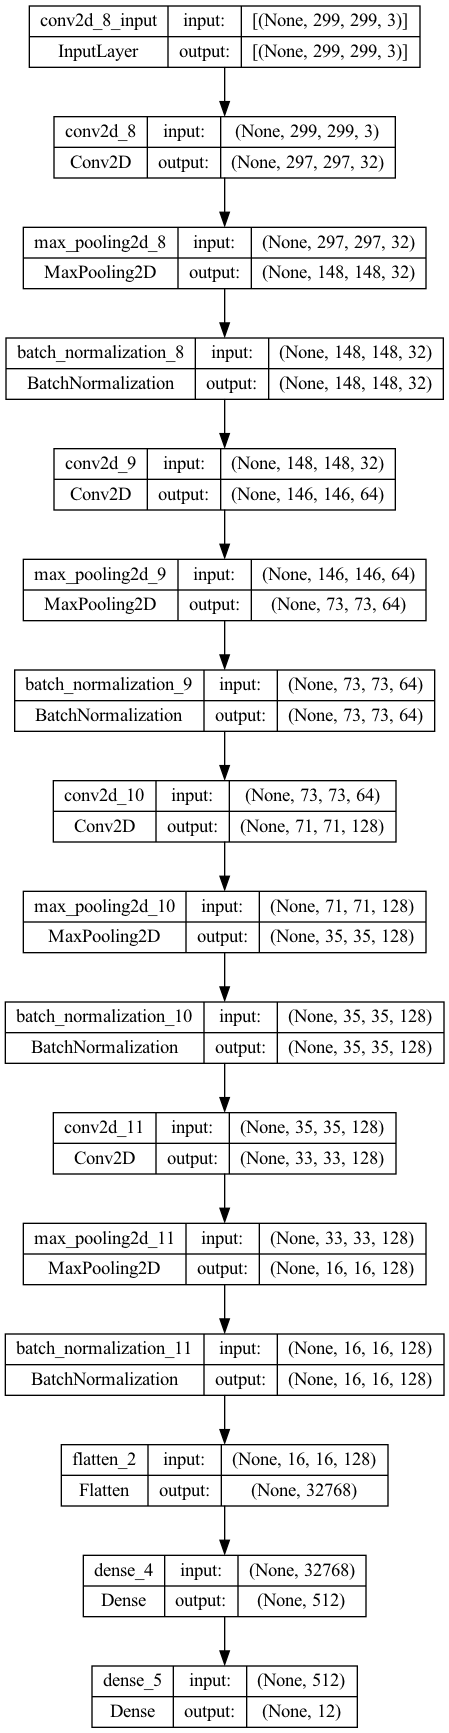 conv2d_8_input input: [(None, 299, 299, 3)]
InputLayer output: [(None, 299, 299, 3)]
conv2d_8 input: (None, 299, 299, 3)
Conv2D output: (None, 297, 297, 32)
max_pooling2d_8 input: (None, 297, 297, 32)
MaxPooling2D output: (None, 148, 148, 32)
batch_normalization_8 input: (None, 148, 148, 32)
BatchNormalization output: (None, 148, 148, 32)
conv2d_9 input: (None, 148, 148, 32)
Conv2D output: (None, 146, 146, 64)
max_pooling2d_9 input: (None, 146, 146, 64)
MaxPooling2D output: (None, 73, 73, 64)
batch_normalization_9 input: (None, 73, 73, 64)
BatchNormalization output: (None, 73, 73, 64)
conv2d_10 input: (None, 73, 73, 64)
Conv2D output: (None, 71, 71, 128)
max_pooling2d_10 input: (None, 71, 71, 128)
MaxPooling2D output: (None, 35, 35, 128)
batch_normalization_10 input: (None, 35, 35, 128)
BatchNormalization output: (None, 35, 35, 128)
conv2d_11 input: (None, 35, 35, 128)
Conv2D output: (None, 33, 33, 128)
max_pooling2d_11 input: (None, 33, 33, 128)
MaxPooling2D output: (None, 16, 16, 128)
batch_normalization_11 input: (None, 16, 16, 128)
BatchNormalization output: (None, 16, 16, 128)
flatten_2 input: (None, 16, 16, 128)
Flatten output: (None, 32768)
dense_4 input: (None, 32768)
Dense output: (None, 512)
dense_5 input: (None, 512)
Dense output: (None, 12)